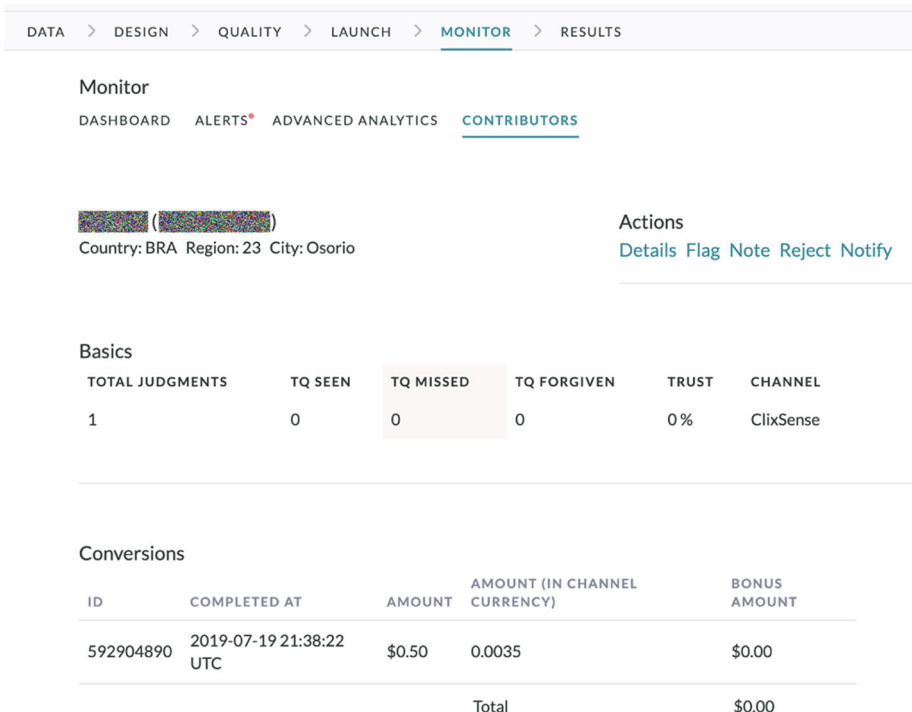 DATA > DESIGN > QUALITY > LAUNCH > MONITOR > RESULTS
Monitor
DASHBOARD ALERTS ADVANCED ANALYTICS CONTRIBUTORS
( )
Country: BRA Region: 23 City: Osorio
Actions
Details Flag Note Reject Notify
Basics
TOTAL JUDGMENTS TQ SEEN TQ MISSED TQ FORGIVEN TRUST CHANNEL
1 0 0 0 0 % ClixSense
Conversions
ID COMPLETED AT AMOUNT AMOUNT (IN CHANNEL CURRENCY) BONUS AMOUNT
592904890 2019-07-19 21:38:22 UTC $0.50 0.0035 $0.00
Total $0.00